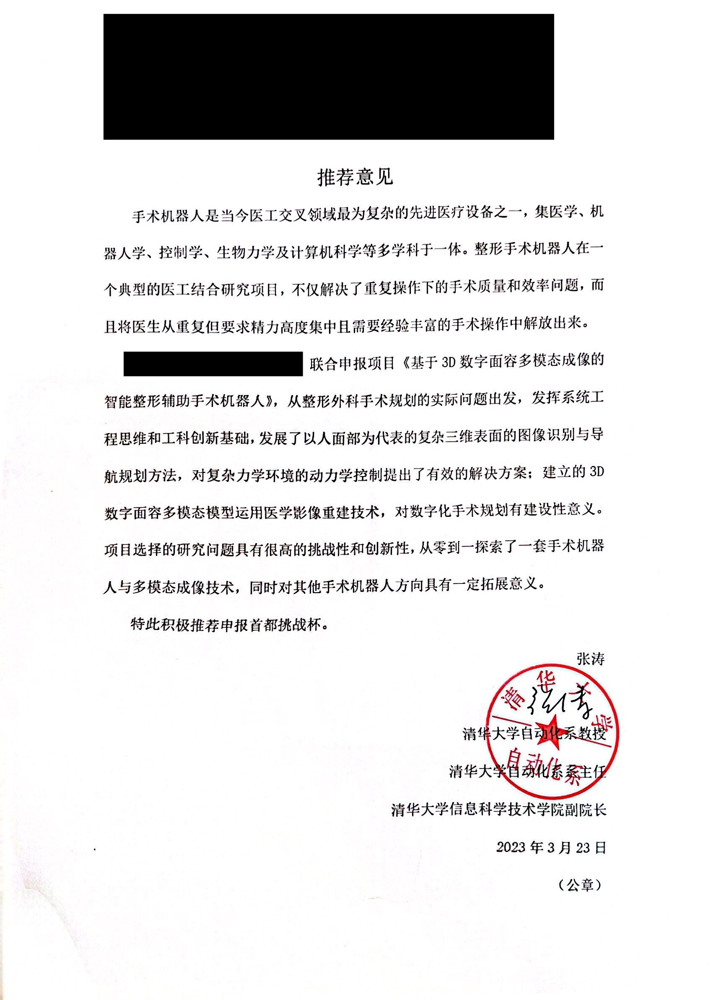 推荐意见
手术机器人是当今医工交叉领域最为复杂的先进医疗设备之一，集医学、机
器人学、控制学、生物力学及计算机科学等多学科于一体。整形手术机器人在一
个典型的医工结合研究项目，不仅解决了重复操作下的手术质量和效率问题，而
且将医生从重复但要求精力高度集中且需要经验丰富的手术操作中解放出来。
联合申报项目《基于 3D 数字面容多模态成像的
智能整形辅助手术机器人》，从整形外科手术规划的实际问题出发，发挥系统工
程思维和工科创新基础，发展了以人面部为代表的复杂三维表面的图像识别与导
航规划方法，对复杂力学环境的动力学控制提出了有效的解决方案；建立的 3D
数字面容多模态模型运用医学影像重建技术，对数字化手术规划有建设性意义。
项目选择的研究问题具有很高的挑战性和创新性，从零到一探索了一套手术机器
人与多模态成像技术，同时对其他手术机器人方向具有一定拓展意义。
特此积极推荐申报首都挑战杯。
张涛
清华大学
张涛
清华大学自动化系教授
自动化系
清华大学自动化系系主任
清华大学信息科学技术学院副院长
2023 年 3 月 23 日
（公章）